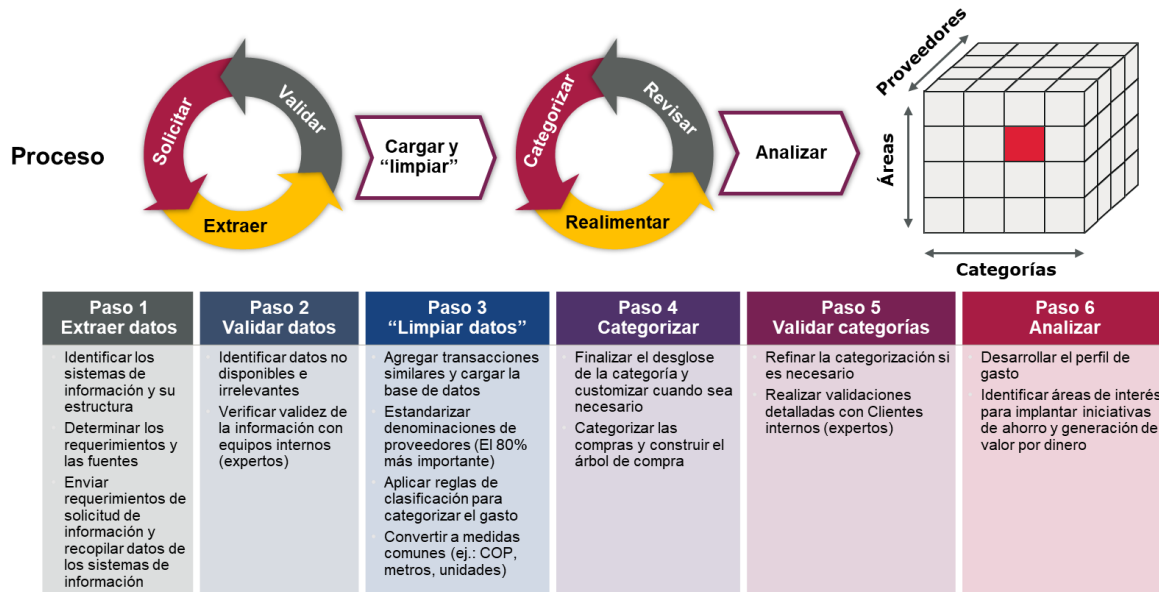 Proceso
Solicitar
Validar
Extraer
Cargar y
“limpiar”
Categorizar
Revisar
Realimentar
Analizar
Proveedores
Áreas
Categorías
Paso 1
Extraer datos
Identificar los
sistemas de
información y su
estructura
Determinar los
requerimientos y
las fuentes
Enviar
requerimientos de
solicitud de
información y
recopilar datos de
los sistemas de
información
Paso 2
Validar datos
Identificar datos no
disponibles e
irrelevantes
Verificar validez de
la información con
equipos internos
(expertos)
Paso 3
“Limpiar datos”
Agregar transacciones
similares y cargar la
base de datos
Estandarizar
denominaciones de
proveedores (El 80%
más importante)
Aplicar reglas de
clasificación para
categorizar el gasto
Convertir a medidas
comunes (ej.: COP,
metros, unidades)
Paso 4
Categorizar
Finalizar el desglose
de la categoría y
customizar cuando sea
necesario
Categorizar las
compras y construir el
árbol de compra
Paso 5
Validar categorías
Refinar la categorización si
es necesario
Realizar validaciones
detalladas con Clientes
internos (expertos)
Paso 6
Analizar
Desarrollar el perfil de
gasto
Identificar áreas de interés
para implantar iniciativas
de ahorro y generación de
valor por dinero